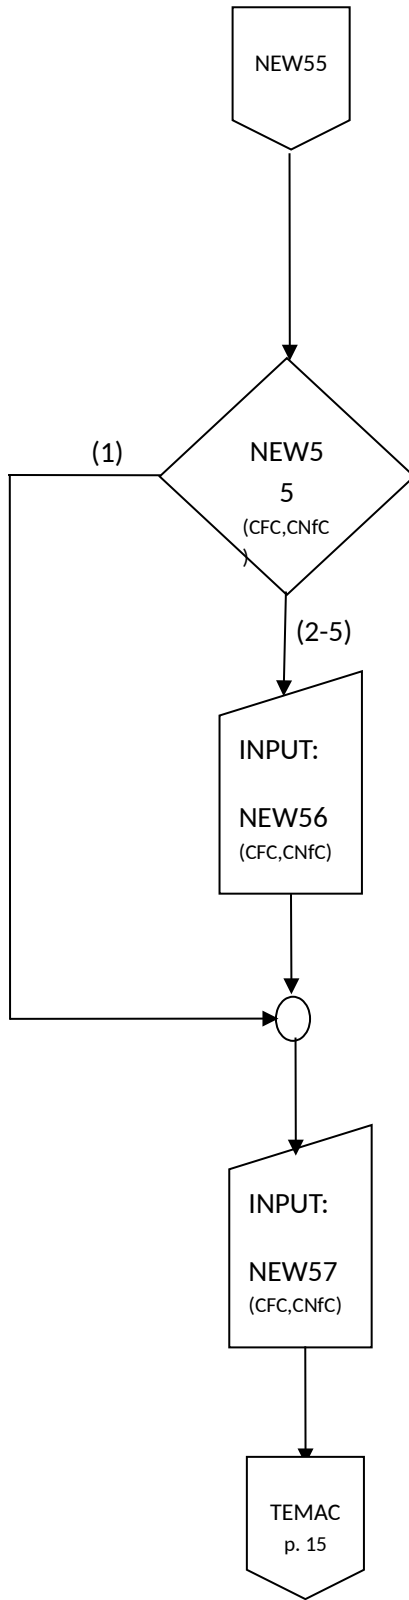 NEW55
(1)
NEW5
5
(CFC,CNfC
)
(2-5)
INPUT:
NEW56
(CFC,CNfC)
INPUT:
NEW57
(CFC,CNfC)
TEMAC
p. 15